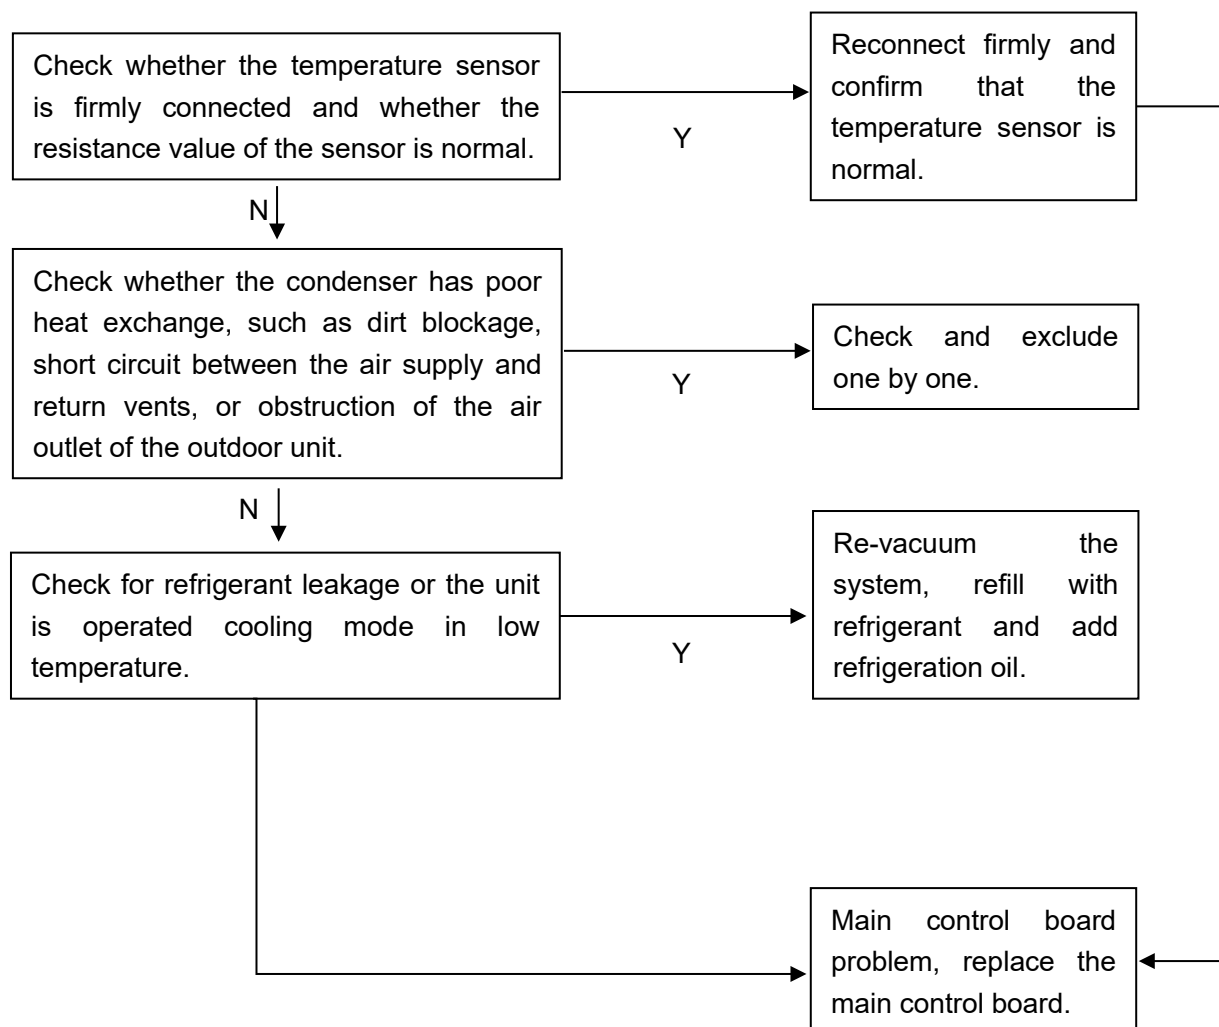 Check whether the temperature sensor
is firmly connected and whether the
resistance value of the sensor is normal.
Y
Reconnect firmly and
confirm that the
temperature sensor is
normal.
N
Check whether the condenser has poor
heat exchange, such as dirt blockage,
short circuit between the air supply and
return vents, or obstruction of the air
outlet of the outdoor unit.
Y
Check and exclude
one by one.
N
Check for refrigerant leakage or the unit
is operated cooling mode in low
temperature.
Y
Re-vacuum the
system, refill with
refrigerant and add
refrigeration oil.
Main control board
problem, replace the
main control board.